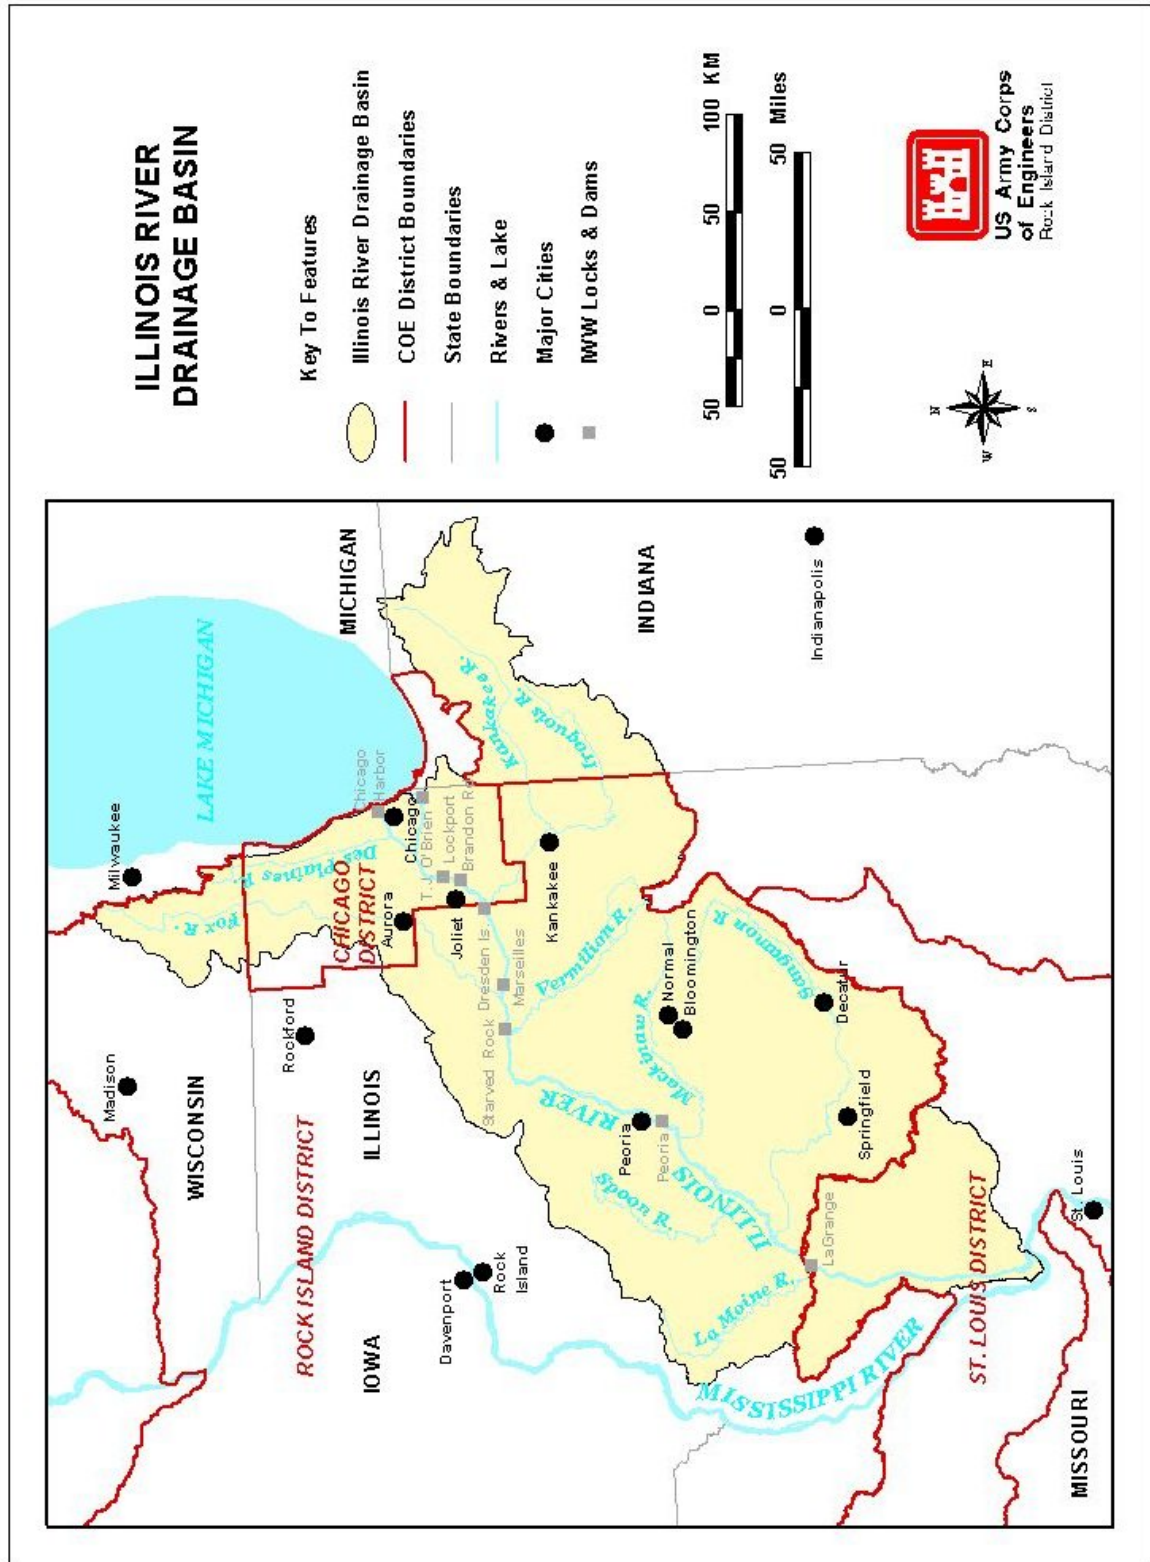 ILLINOIS RIVER
DRAINAGE BASIN
Key To Features
Illinois River Drainage Basin
COE District Boundaries
State Boundaries
Rivers & Lake
Major Cities
IWW Locks & Dams
50 0 50 100 KM
50 0 50 Miles
N
W E
S
US Army Corps
of Engineers
Rock Island District
Madison
Milwaukee
LAKE MICHIGAN
WISCONSIN
Fox R.
Des Plaines R.
Rockford
ROCK ISLAND DISTRICT
CHICAGO
DISTRICT
Chicago
Harbor
MICHIGAN
IOWA
ILLINOIS
Aurora
Chicago
T. J. O'Brien
Lockport
Brandon Rd
Joliet
Davenport
Rock
Island
Starved Rock
Dresden Is.
Marseilles
Kankakee R.
Iroquois R.
Kankakee
RIVER
Vermilion R.
INDIANA
Spoon R.
Peoria
Peoria
Mackinaw R.
Normal
Bloomington
ILLINOIS
Sangamon R
La Moine R.
LaGrange
Springfield
Decatur
Indianapolis
MISSISSIPPI RIVER
ST. LOUIS DISTRICT
MISSOURI
St. Louis